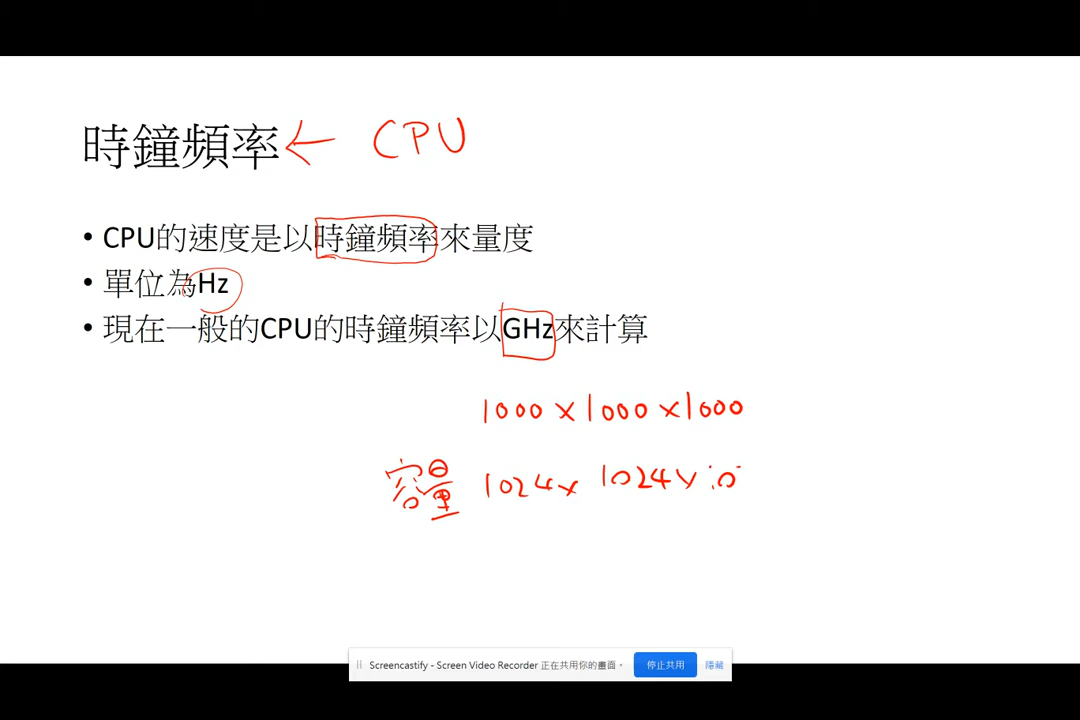 時鐘頻率 ← CPU
• CPU的速度是以時鐘頻率來量度
• 單位為Hz
• 現在一般的CPU的時鐘頻率以GHz來計算
1000 x 1000 x 1000
容量 1024 x 1024 x
Screencastify - Screen Video Recorder 正在共用你的畫面。 停止共用 隱藏